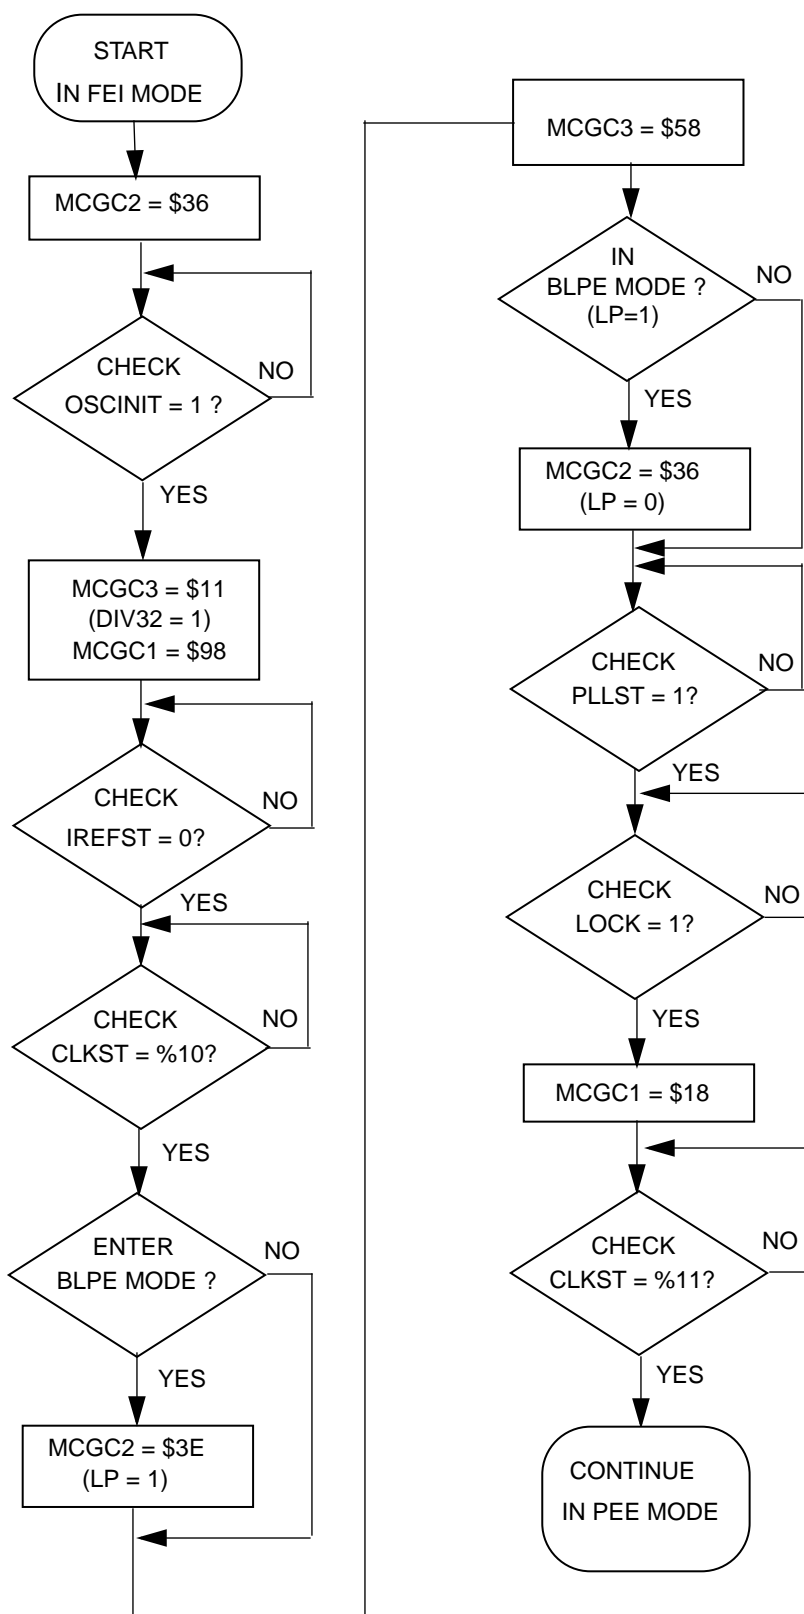 START
IN FEI MODE
MCGC2 = $36
CHECK
OSCINIT = 1 ?
NO
YES
MCGC3 = $11
(DIV32 = 1)
MCGC1 = $98
CHECK
IREFST = 0?
NO
YES
CHECK
CLKST = %10?
NO
YES
ENTER
BLPE MODE ?
NO
YES
MCGC2 = $3E
(LP = 1)
MCGC3 = $58
IN
BLPE MODE ?
(LP=1)
NO
YES
MCGC2 = $36
(LP = 0)
CHECK
PLLST = 1?
NO
YES
CHECK
LOCK = 1?
NO
YES
MCGC1 = $18
CHECK
CLKST = %11?
NO
YES
CONTINUE
IN PEE MODE